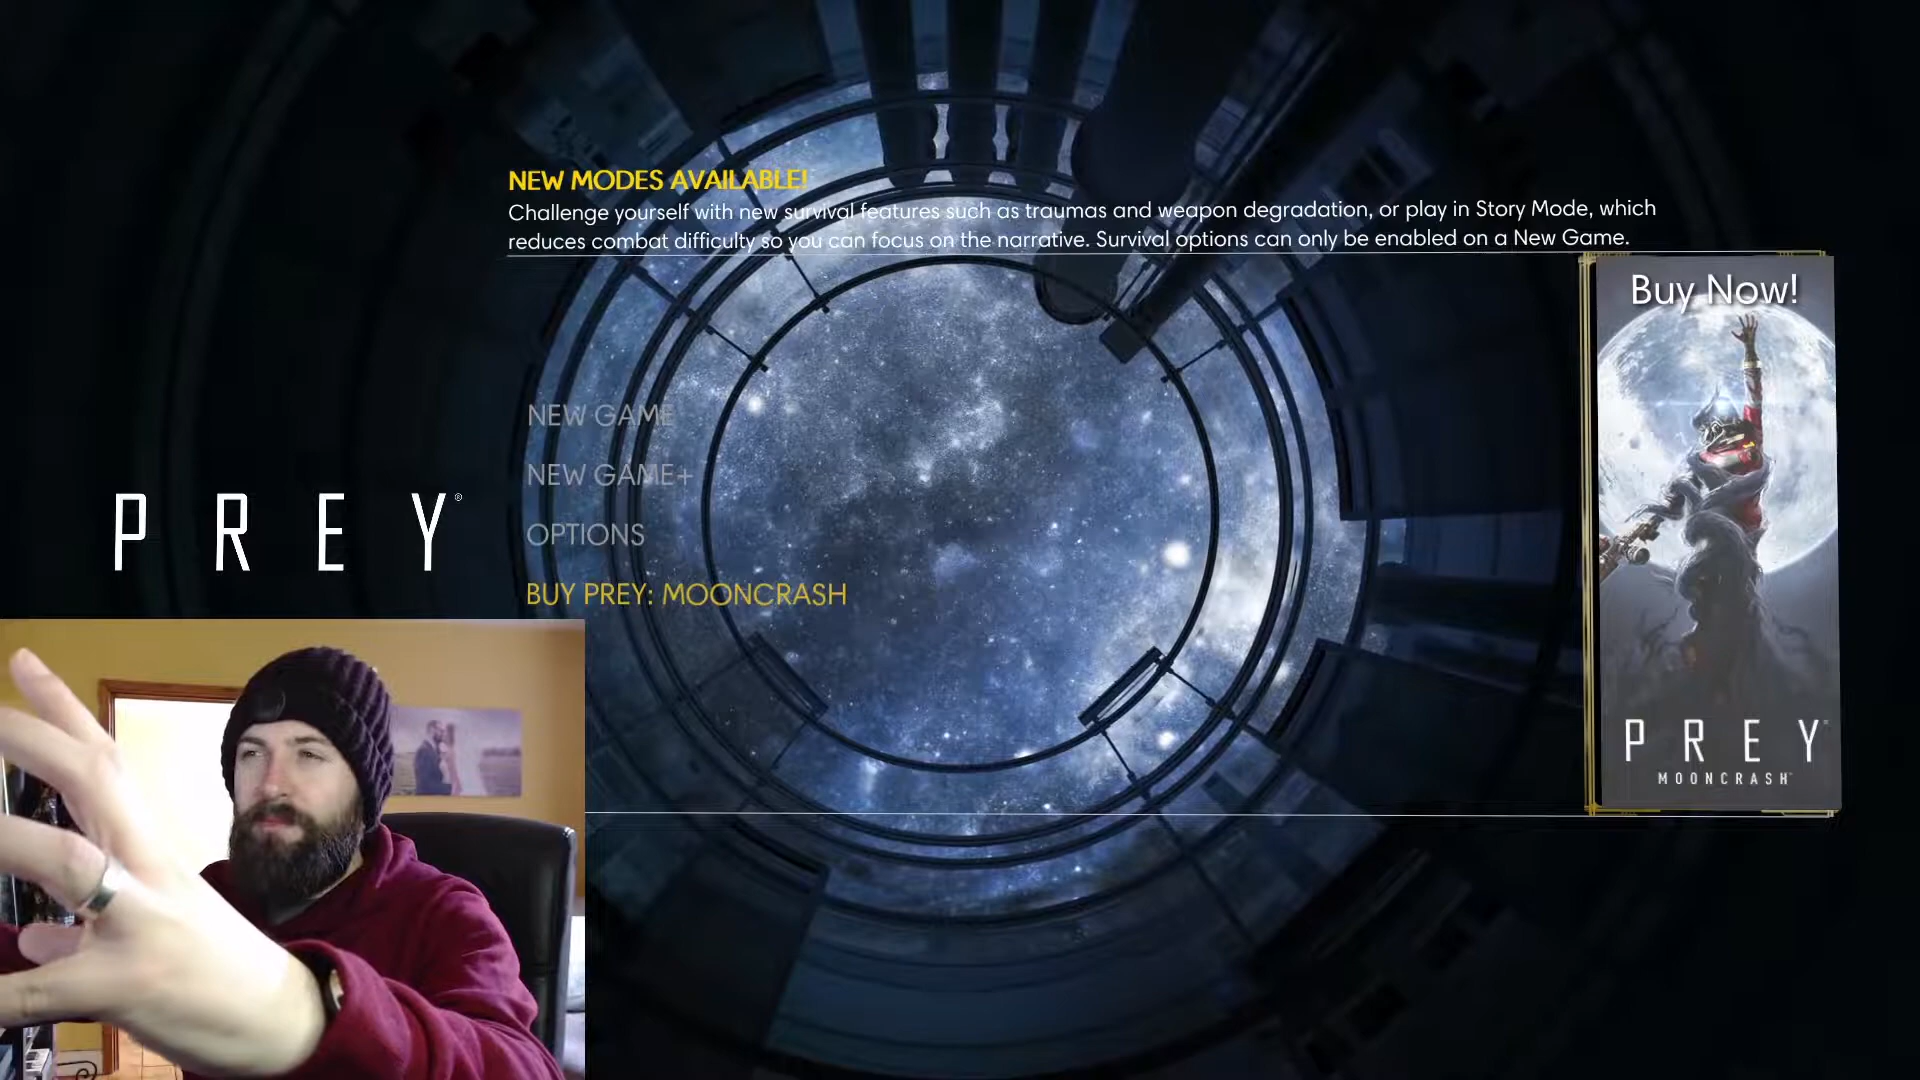 NEW MODES AVAILABLE!
Challenge yourself with new survival features such as traumas and weapon degradation, or play in Story Mode, which
reduces combat difficulty so you can focus on the narrative. Survival options can only be enabled on a New Game.
Buy Now!
NEW GAME
NEW GAME+
PREY®
OPTIONS
BUY PREY: MOONCRASH
PREY®
MOONCRASH™